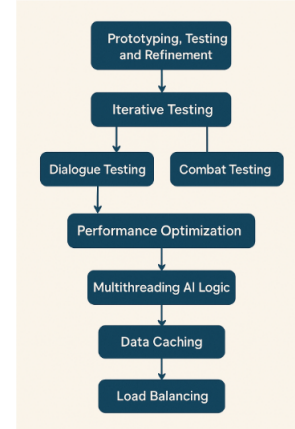 Prototyping, Testing
and Refinement
Iterative Testing
Dialogue Testing
Combat Testing
Performance Optimization
Multithreading AI Logic
Data Caching
Load Balancing